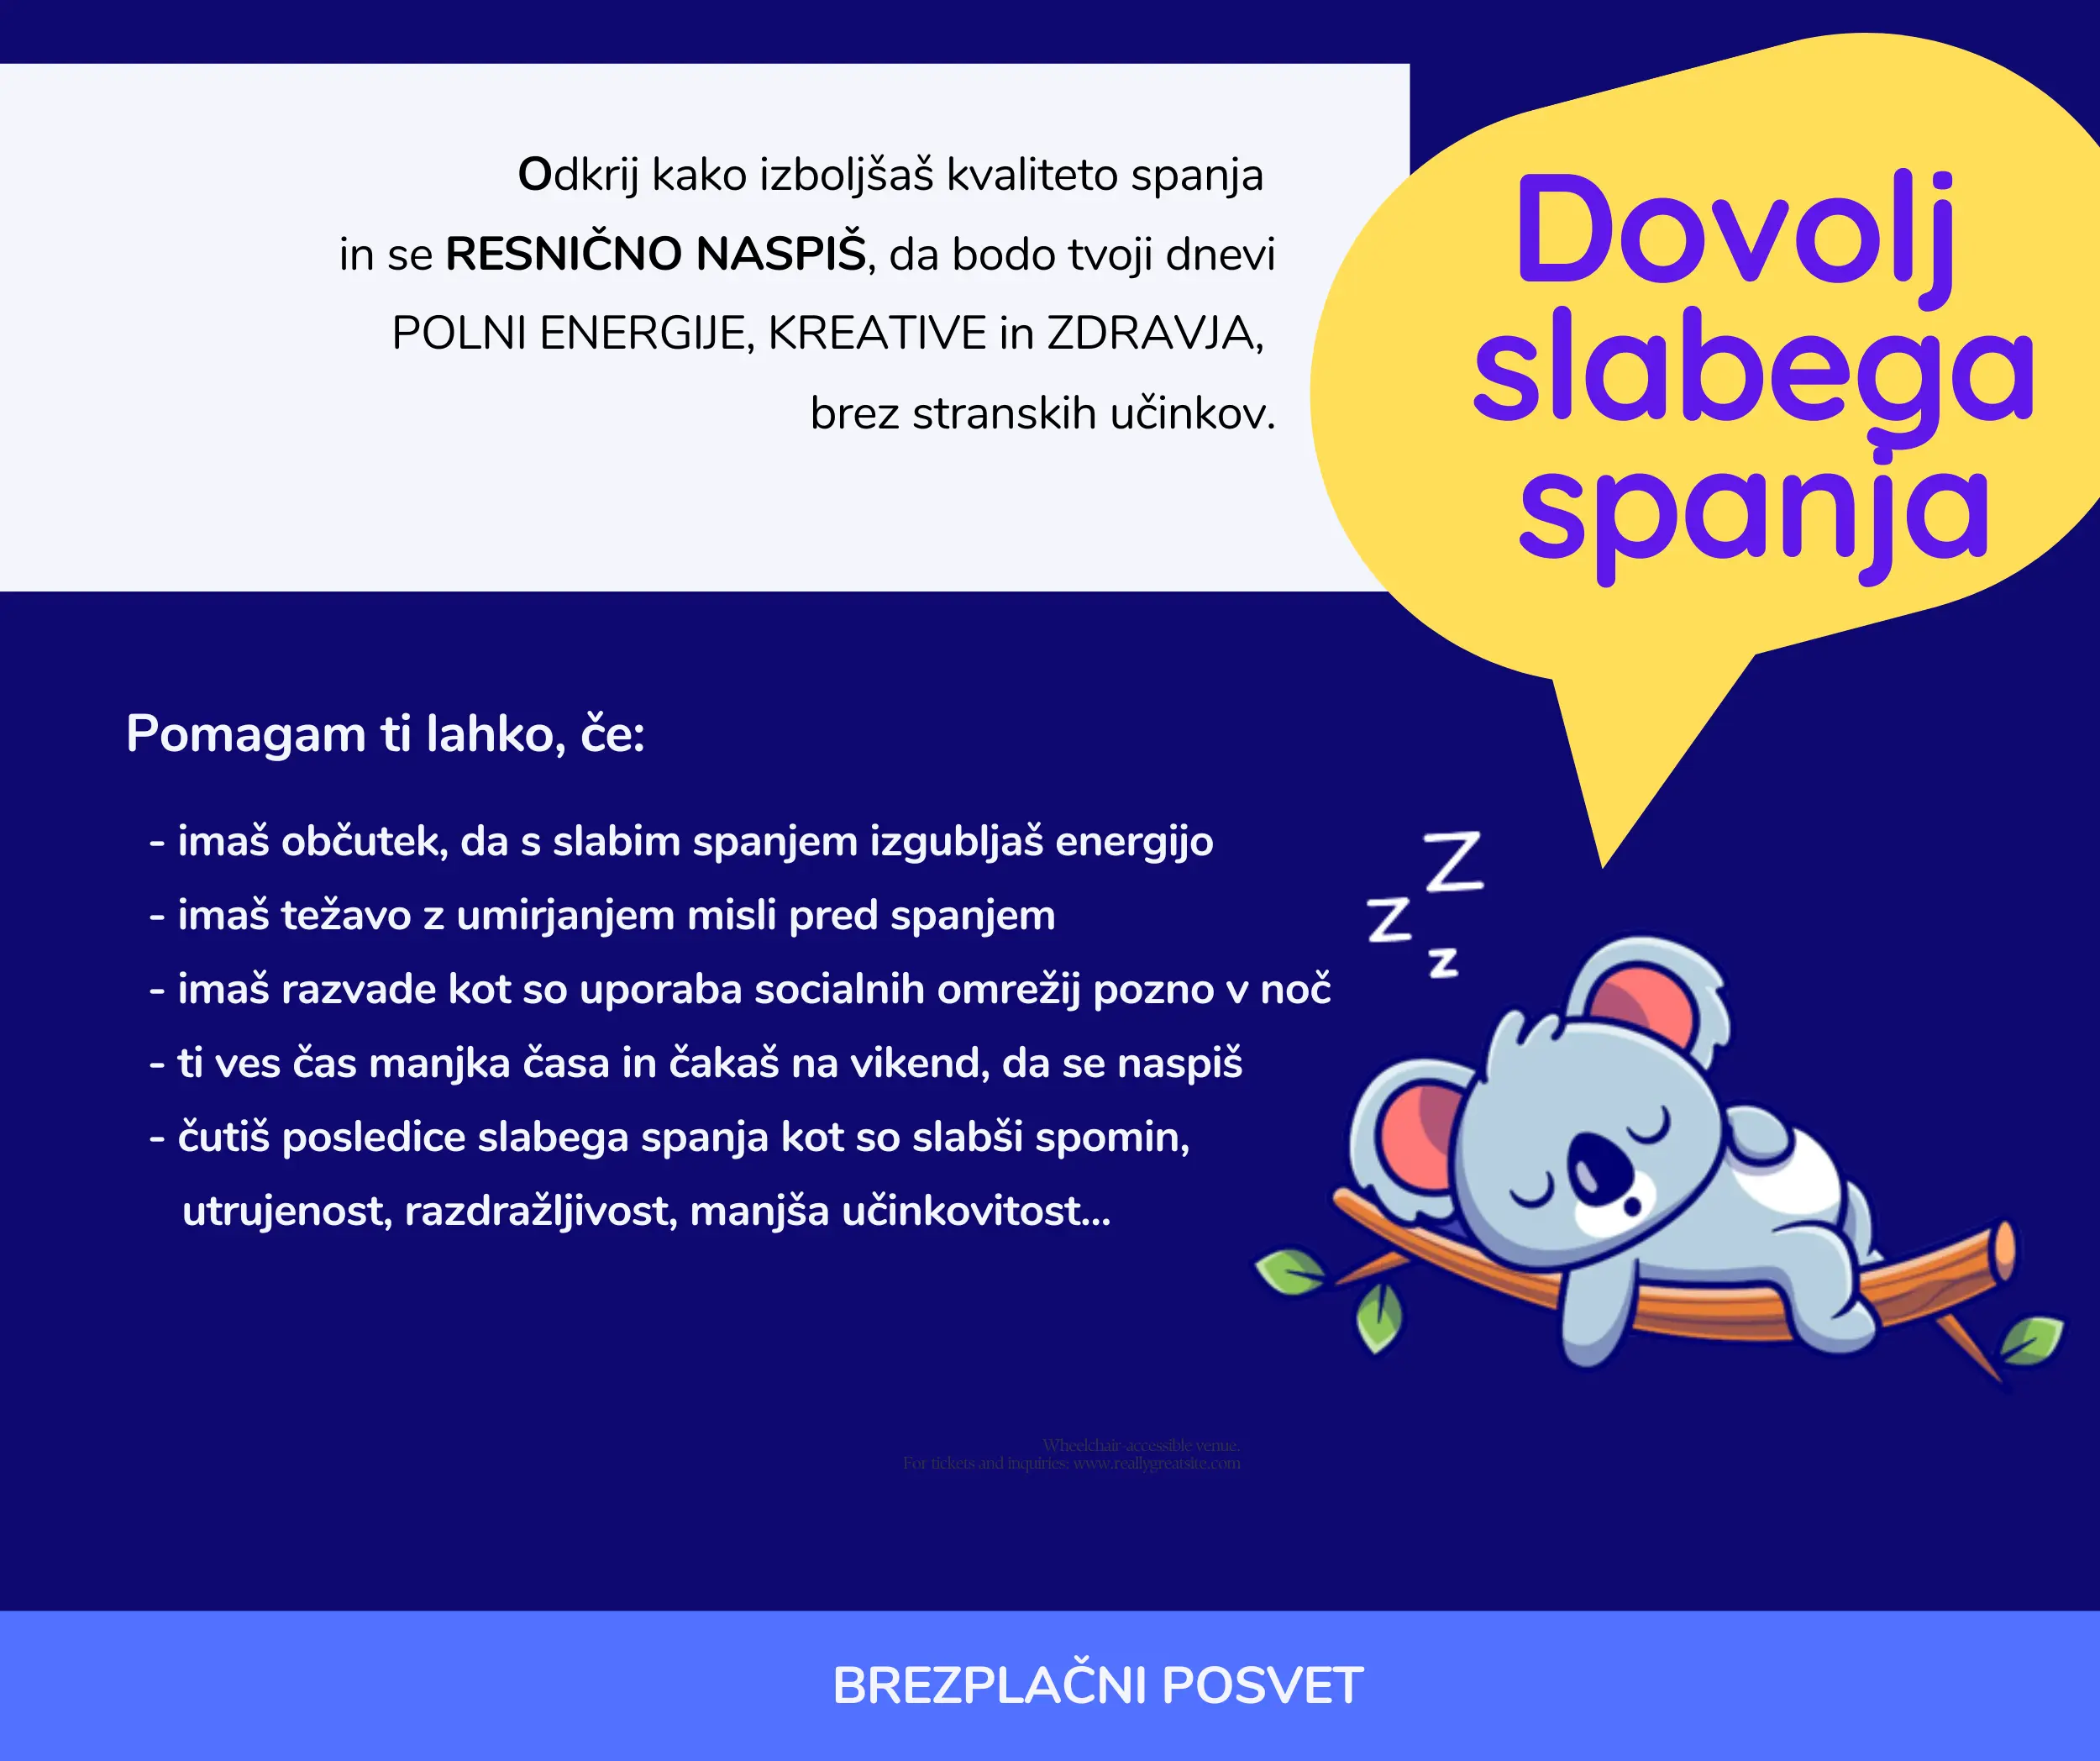 Odkrij kako izboljšaš kvaliteto spanja
in se RESNIČNO NASPIŠ, da bodo tvoji dnevi
POLNI ENERGIJE, KREATIVE in ZDRAVJA,
brez stranskih učinkov.
Dovolj
slabega
spanja
Pomagam ti lahko, če:
- imaš občutek, da s slabim spanjem izgubljaš energijo
- imaš težavo z umirjanjem misli pred spanjem
- imaš razvade kot so uporaba socialnih omrežij pozno v noč
- ti ves čas manjka časa in čakaš na vikend, da se naspiš
- čutiš posledice slabega spanja kot so slabši spomin,
utrujenost, razdražljivost, manjša učinkovitost...
Z
Z
z
Wheelchair-accessible venue.
For tickets and inquiries: www.reallygreatsite.com
BREZPLAČNI POSVET